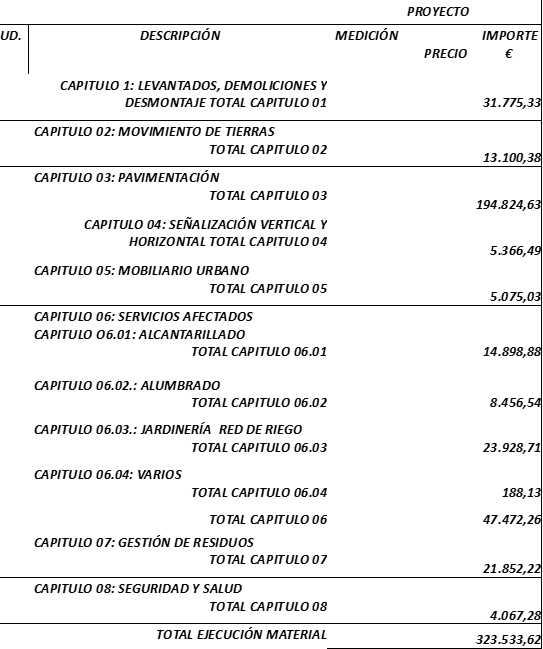 PROYECTO
UD. DESCRIPCIÓN MEDICIÓN IMPORTE
PRECIO €
CAPITULO 1: LEVANTADOS, DEMOLICIONES Y
DESMONTAJE TOTAL CAPITULO 01 31.775,33
CAPITULO 02: MOVIMIENTO DE TIERRAS
TOTAL CAPITULO 02
13.100,38
CAPITULO 03: PAVIMENTACIÓN
TOTAL CAPITULO 03
194.824,63
CAPITULO 04: SEÑALIZACIÓN VERTICAL Y
HORIZONTAL TOTAL CAPITULO 04
5.366,49
CAPITULO 05: MOBILIARIO URBANO
TOTAL CAPITULO 05
5.075,03
CAPITULO 06: SERVICIOS AFECTADOS
CAPITULO O6.01: ALCANTARILLADO
TOTAL CAPITULO 06.01 14.898,88
CAPITULO 06.02.: ALUMBRADO
TOTAL CAPITULO 06.02 8.456,54
CAPITULO 06.03.: JARDINERÍA RED DE RIEGO
TOTAL CAPITULO 06.03 23.928,71
CAPITULO 06.04: VARIOS
TOTAL CAPITULO 06.04 188,13
TOTAL CAPITULO 06 47.472,26
CAPITULO 07: GESTIÓN DE RESIDUOS
TOTAL CAPITULO 07
21.852,22
CAPITULO 08: SEGURIDAD Y SALUD
TOTAL CAPITULO 08
4.067,28
TOTAL EJECUCIÓN MATERIAL
323.533,62